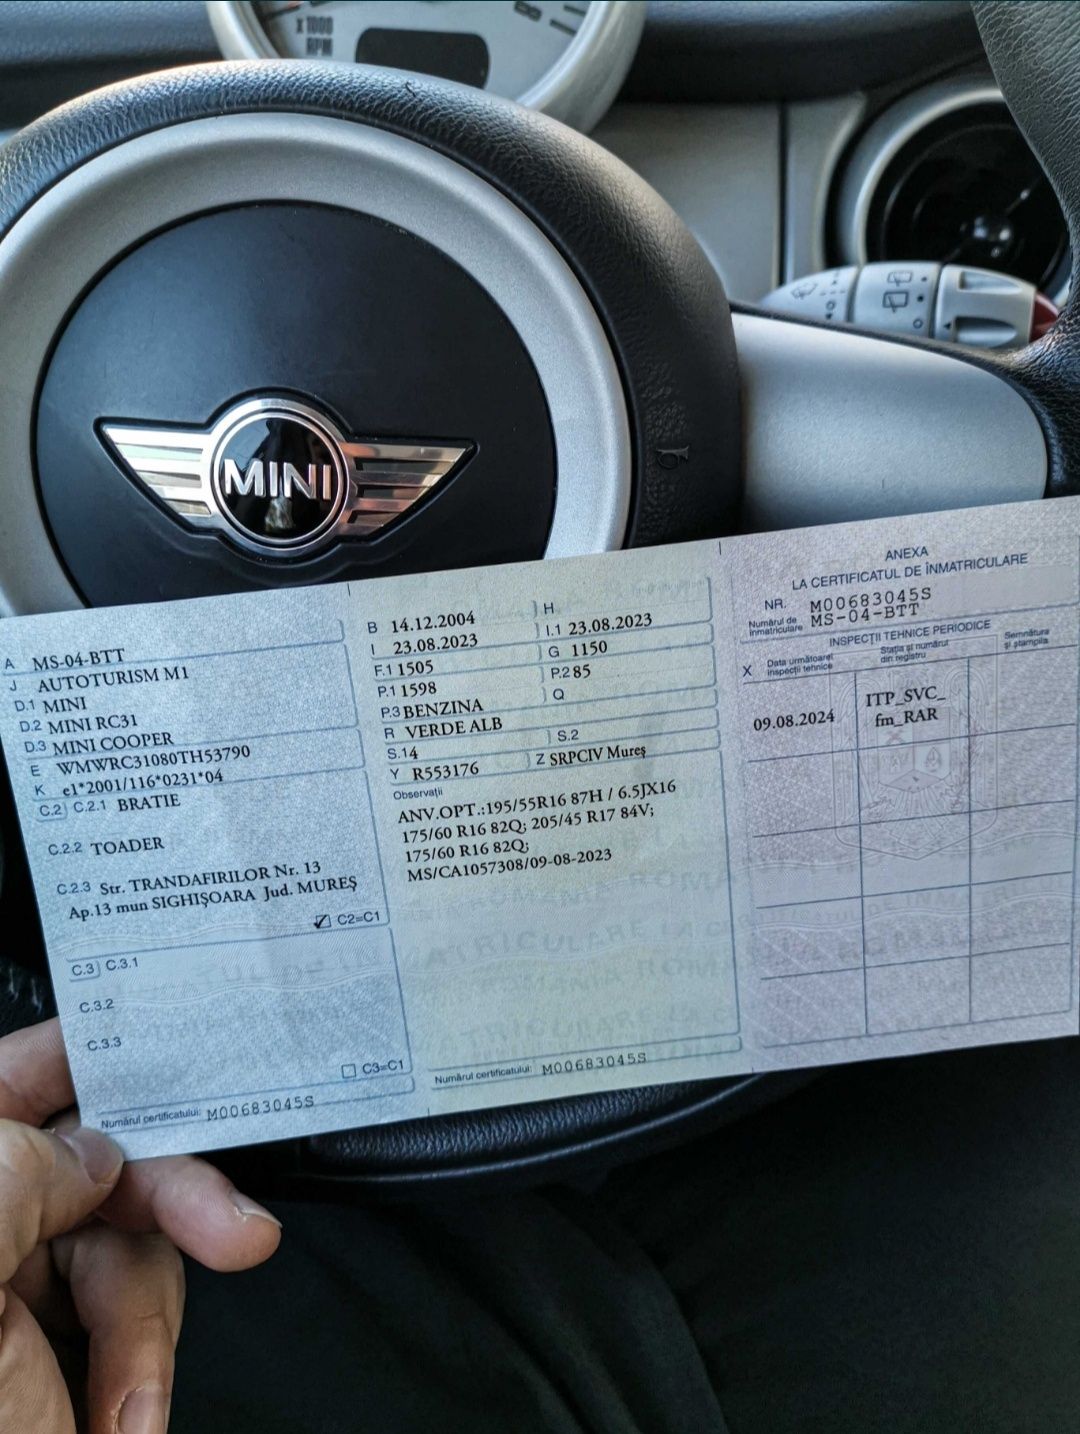 x 1000
RPM
MINI
A MS-04-BTT
J AUTOTURISM M1
D.1 MINI
D.2 MINI RC31
D.3 MINI COOPER
E WMWRC31080TH53790
K e1*2001/116*0231*04
C.2 C.2.1 BRATIE
C.2.2 TOADER
C.2.3 Str. TRANDAFIRILOR Nr. 13
Ap.13 mun SIGHIŞOARA Jud. MUREŞ
C2=C1
C.3 C.3.1
C.3.2
C.3.3
C3=C1
Numărul certificatului: M00683045S
B 14.12.2004 H
I 23.08.2023 I.1 23.08.2023
F.1 1505 G 1150
P.1 1598 P.2 85
P.3 BENZINA Q
R VERDE ALB
S.1 4 S.2
Y R553176 Z SRPCIV Mureş
Observaţii
ANV.OPT.:195/55R16 87H / 6.5JX16
175/60 R16 82Q; 205/45 R17 84V;
175/60 R16 82Q;
MS/CA1057308/09-08-2023
Numărul certificatului: M00683045S
ANEXA
LA CERTIFICATUL DE ÎNMATRICULARE
NR. M00683045S
Numărul de înmatriculare MS-04-BTT
INSPECŢII TEHNICE PERIODICE
X Data următoarei inspecţii tehnice
Staţia şi numărul din registru
Semnătura şi ştampila
09.08.2024
ITP_SVC_
fm_RAR